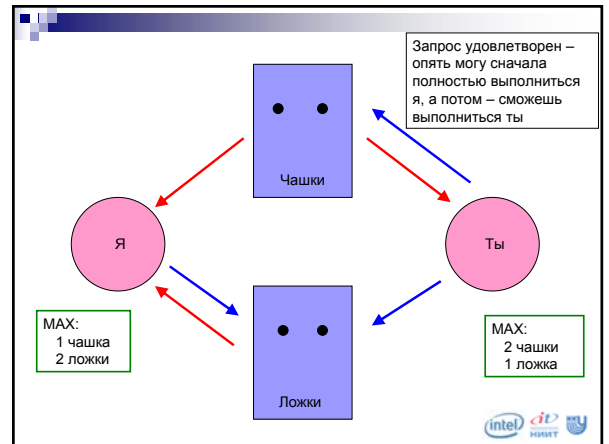 Запрос удовлетворен –
опять могу сначала
полностью выполниться
я, а потом – сможешь
выполниться ты
Чашки
Я
Ты
MAX:
1 чашка
2 ложки
MAX:
2 чашки
1 ложка
Ложки
intel
it
НИИТ